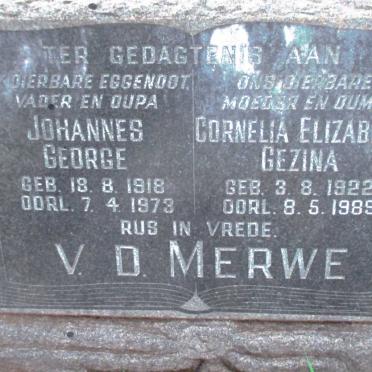 TER GEDAGTENIS AAN
DIERBARE EGGENOOT,
VADER EN OUPA
JOHANNES
GEORGE
GEB. 18. 8. 1918
OORL. 7. 4. 1973
ONS DIERBARE
MOEDER EN OUM
CORNELIA ELIZAB
GEZINA
GEB. 3. 8. 1922
OORL. 8. 5. 1989
RUS IN VREDE.
V. D. MERWE